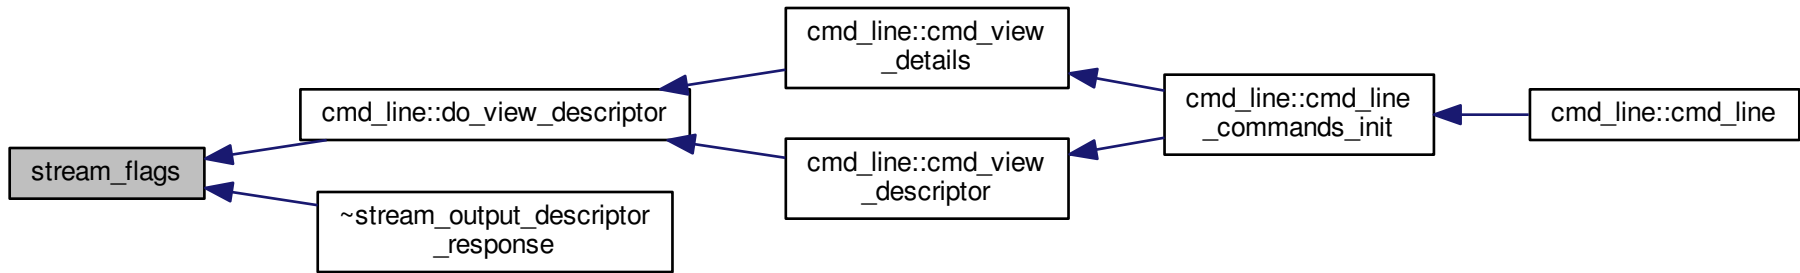 stream_flags
cmd_line::do_view_descriptor
~stream_output_descriptor
_response
cmd_line::cmd_view
_details
cmd_line::cmd_view
_descriptor
cmd_line::cmd_line
_commands_init
cmd_line::cmd_line